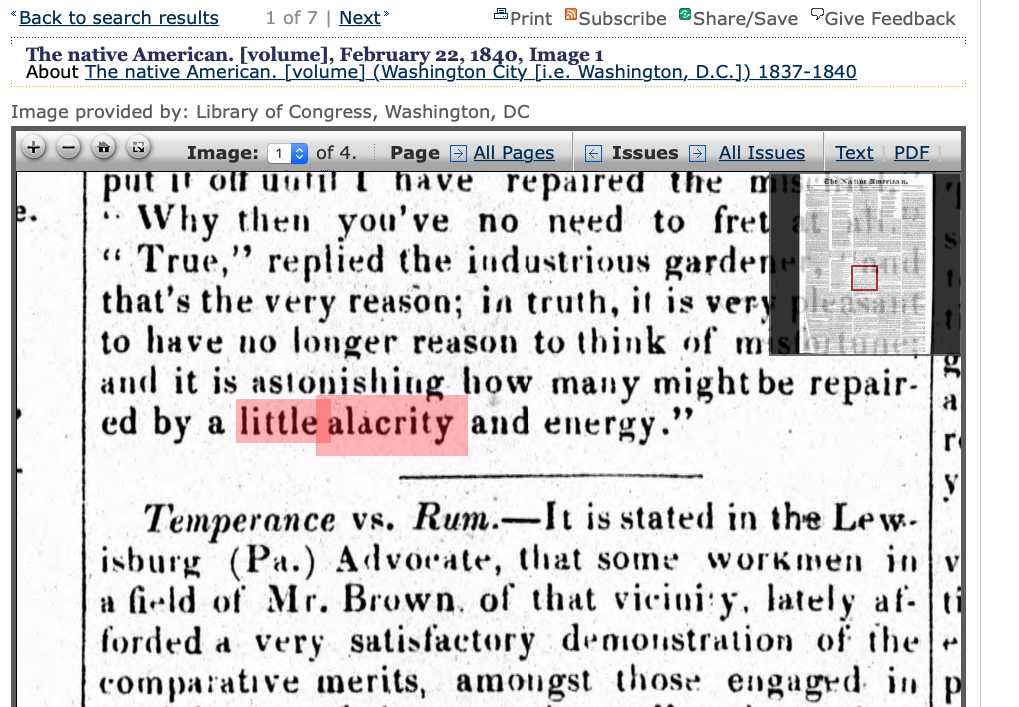 Back to search results 1 of 7 | Next Print Subscribe Share/Save Give Feedback
The native American. [volume], February 22, 1840, Image 1
About The native American. [volume] (Washington City [i.e. Washington, D.C.]) 1837-1840
Image provided by: Library of Congress, Washington, DC
Image: 1 of 4. Page All Pages Issues All Issues Text PDF
put it off until I have repaired the mis
The Native American.
e. " Why then you've no need to fret at all.
" True," replied the industrious gardener, " and
that's the very reason; in truth, it is very pleasant
to have no longer reason to think of misfortune,
and it is astonishing how many might be repair-
ed by a little alacrity and energy."
Temperance vs. Rum.—It is stated in the Lew-
isburg (Pa.) Advocate, that some workmen in
a field of Mr. Brown, of that vicinity, lately af-
forded a very satisfactory demonstration of the
comparative merits, amongst those engaged in